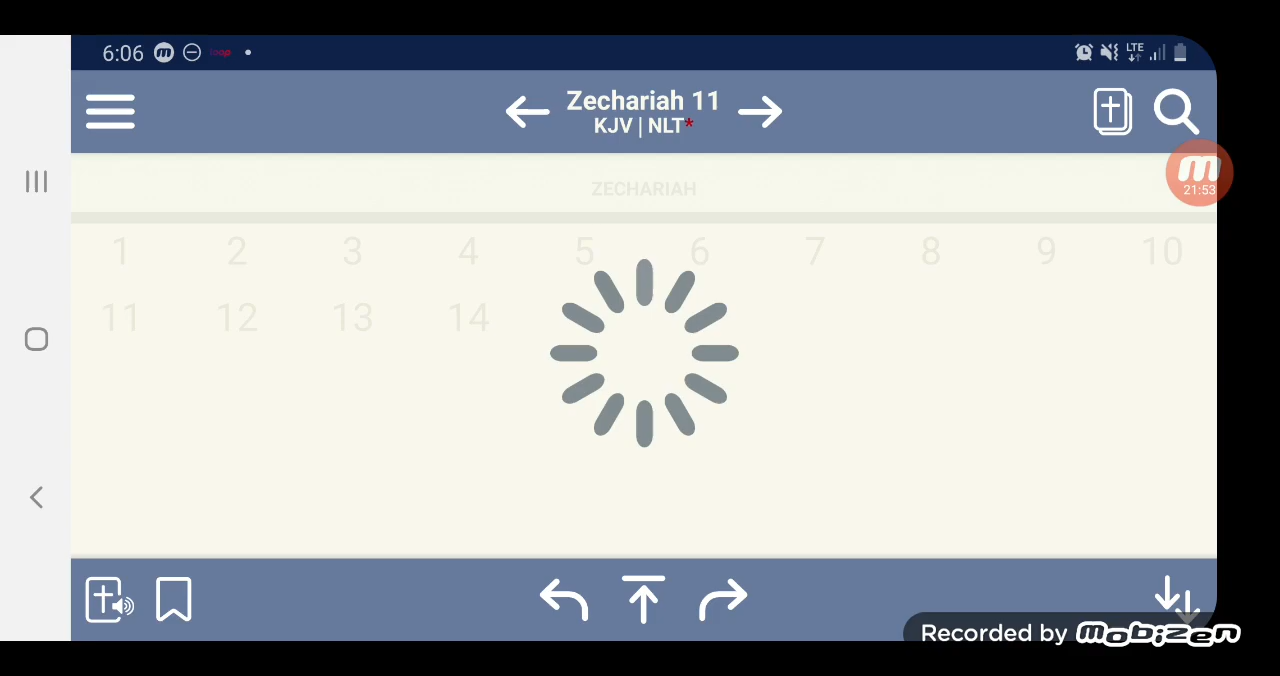 6:06
LTE
Zechariah 11
KJV | NLT*
21:53
ZECHARIAH
1 2 3 4 5 6 7 8 9 10
11 12 13 14
Recorded by mobizen